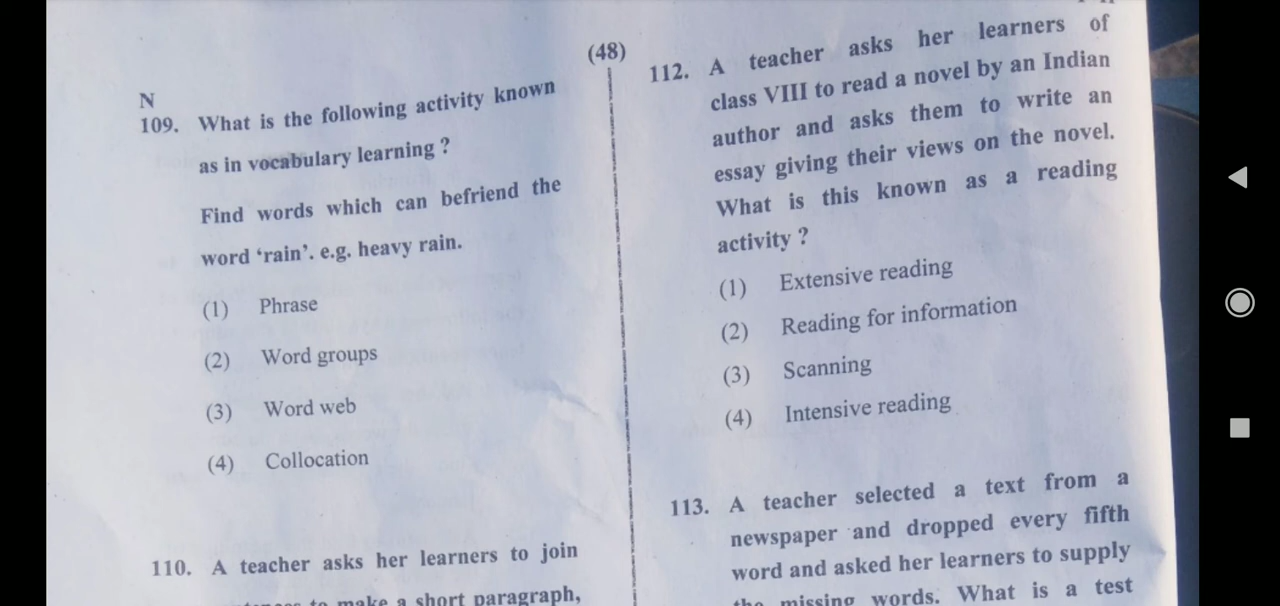 (48)
N
109. What is the following activity known
as in vocabulary learning ?
Find words which can befriend the
word ‘rain’. e.g. heavy rain.
(1) Phrase
(2) Word groups
(3) Word web
(4) Collocation
110. A teacher asks her learners to join
to make a short paragraph,
112. A teacher asks her learners of
class VIII to read a novel by an Indian
author and asks them to write an
essay giving their views on the novel.
What is this known as a reading
activity ?
(1) Extensive reading
(2) Reading for information
(3) Scanning
(4) Intensive reading
113. A teacher selected a text from a
newspaper and dropped every fifth
word and asked her learners to supply
the missing words. What is a test